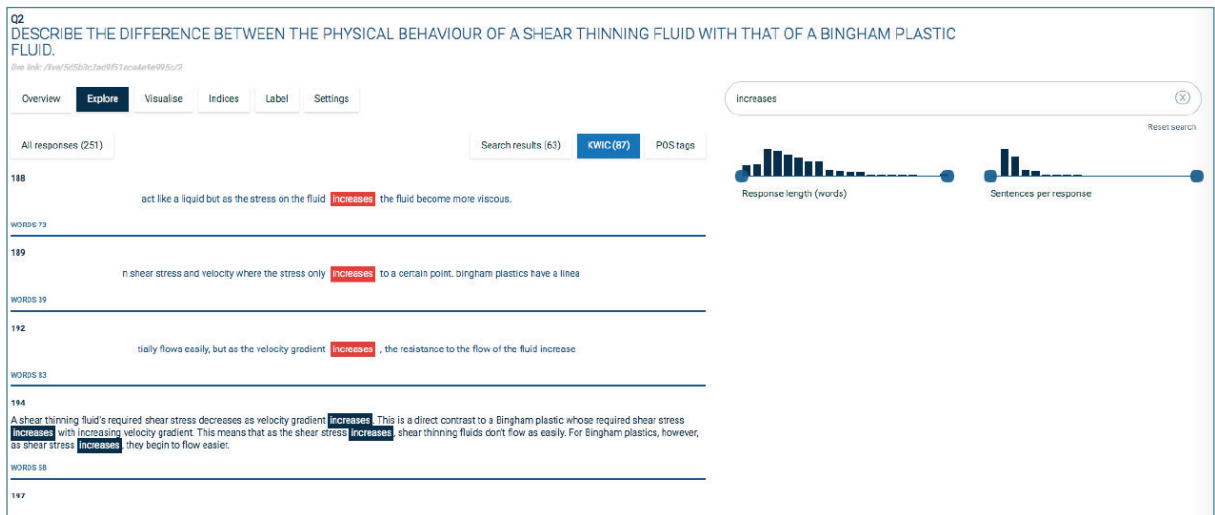 Q2
DESCRIBE THE DIFFERENCE BETWEEN THE PHYSICAL BEHAVIOUR OF A SHEAR THINNING FLUID WITH THAT OF A BINGHAM PLASTIC
FLUID.
Overview Explore Visualise Indices Label Settings
increases
Reset search
All responses (251) Search results (63) KWIC (87) POS tags
Response length (words) Sentences per response
188
act like a liquid but as the stress on the fluid increases the fluid become more viscous.
WORDS 73
189
n shear stress and velocity where the stress only increases to a certain point. bingham plastics have a linea
WORDS 39
192
tially flows easily, but as the velocity gradient increases , the resistance to the flow of the fluid increase
WORDS 83
194
A shear thinning fluid's required shear stress decreases as velocity gradient increases. This is a direct contrast to a Bingham plastic whose required shear stress
increases with increasing velocity gradient. This means that as the shear stress increases, shear thinning fluids don't flow as easily. For Bingham plastics, however,
as shear stress increases, they begin to flow easier.
WORDS 58
197